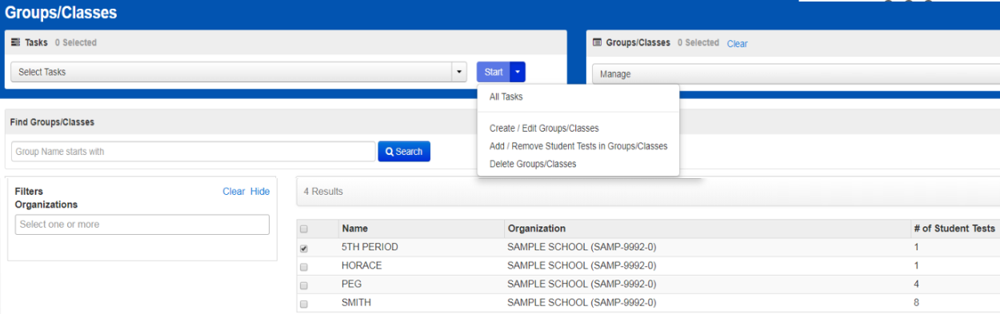 Groups/Classes
Tasks 0 Selected
Groups/Classes 0 Selected Clear
Select Tasks
Start
Manage
All Tasks
Create / Edit Groups/Classes
Add / Remove Student Tests in Groups/Classes
Delete Groups/Classes
Find Groups/Classes
Group Name starts with
Search
Filters Clear Hide
Organizations
Select one or more
4 Results
Name Organization # of Student Tests
5TH PERIOD SAMPLE SCHOOL (SAMP-9992-0) 1
HORACE SAMPLE SCHOOL (SAMP-9992-0) 1
PEG SAMPLE SCHOOL (SAMP-9992-0) 4
SMITH SAMPLE SCHOOL (SAMP-9992-0) 8